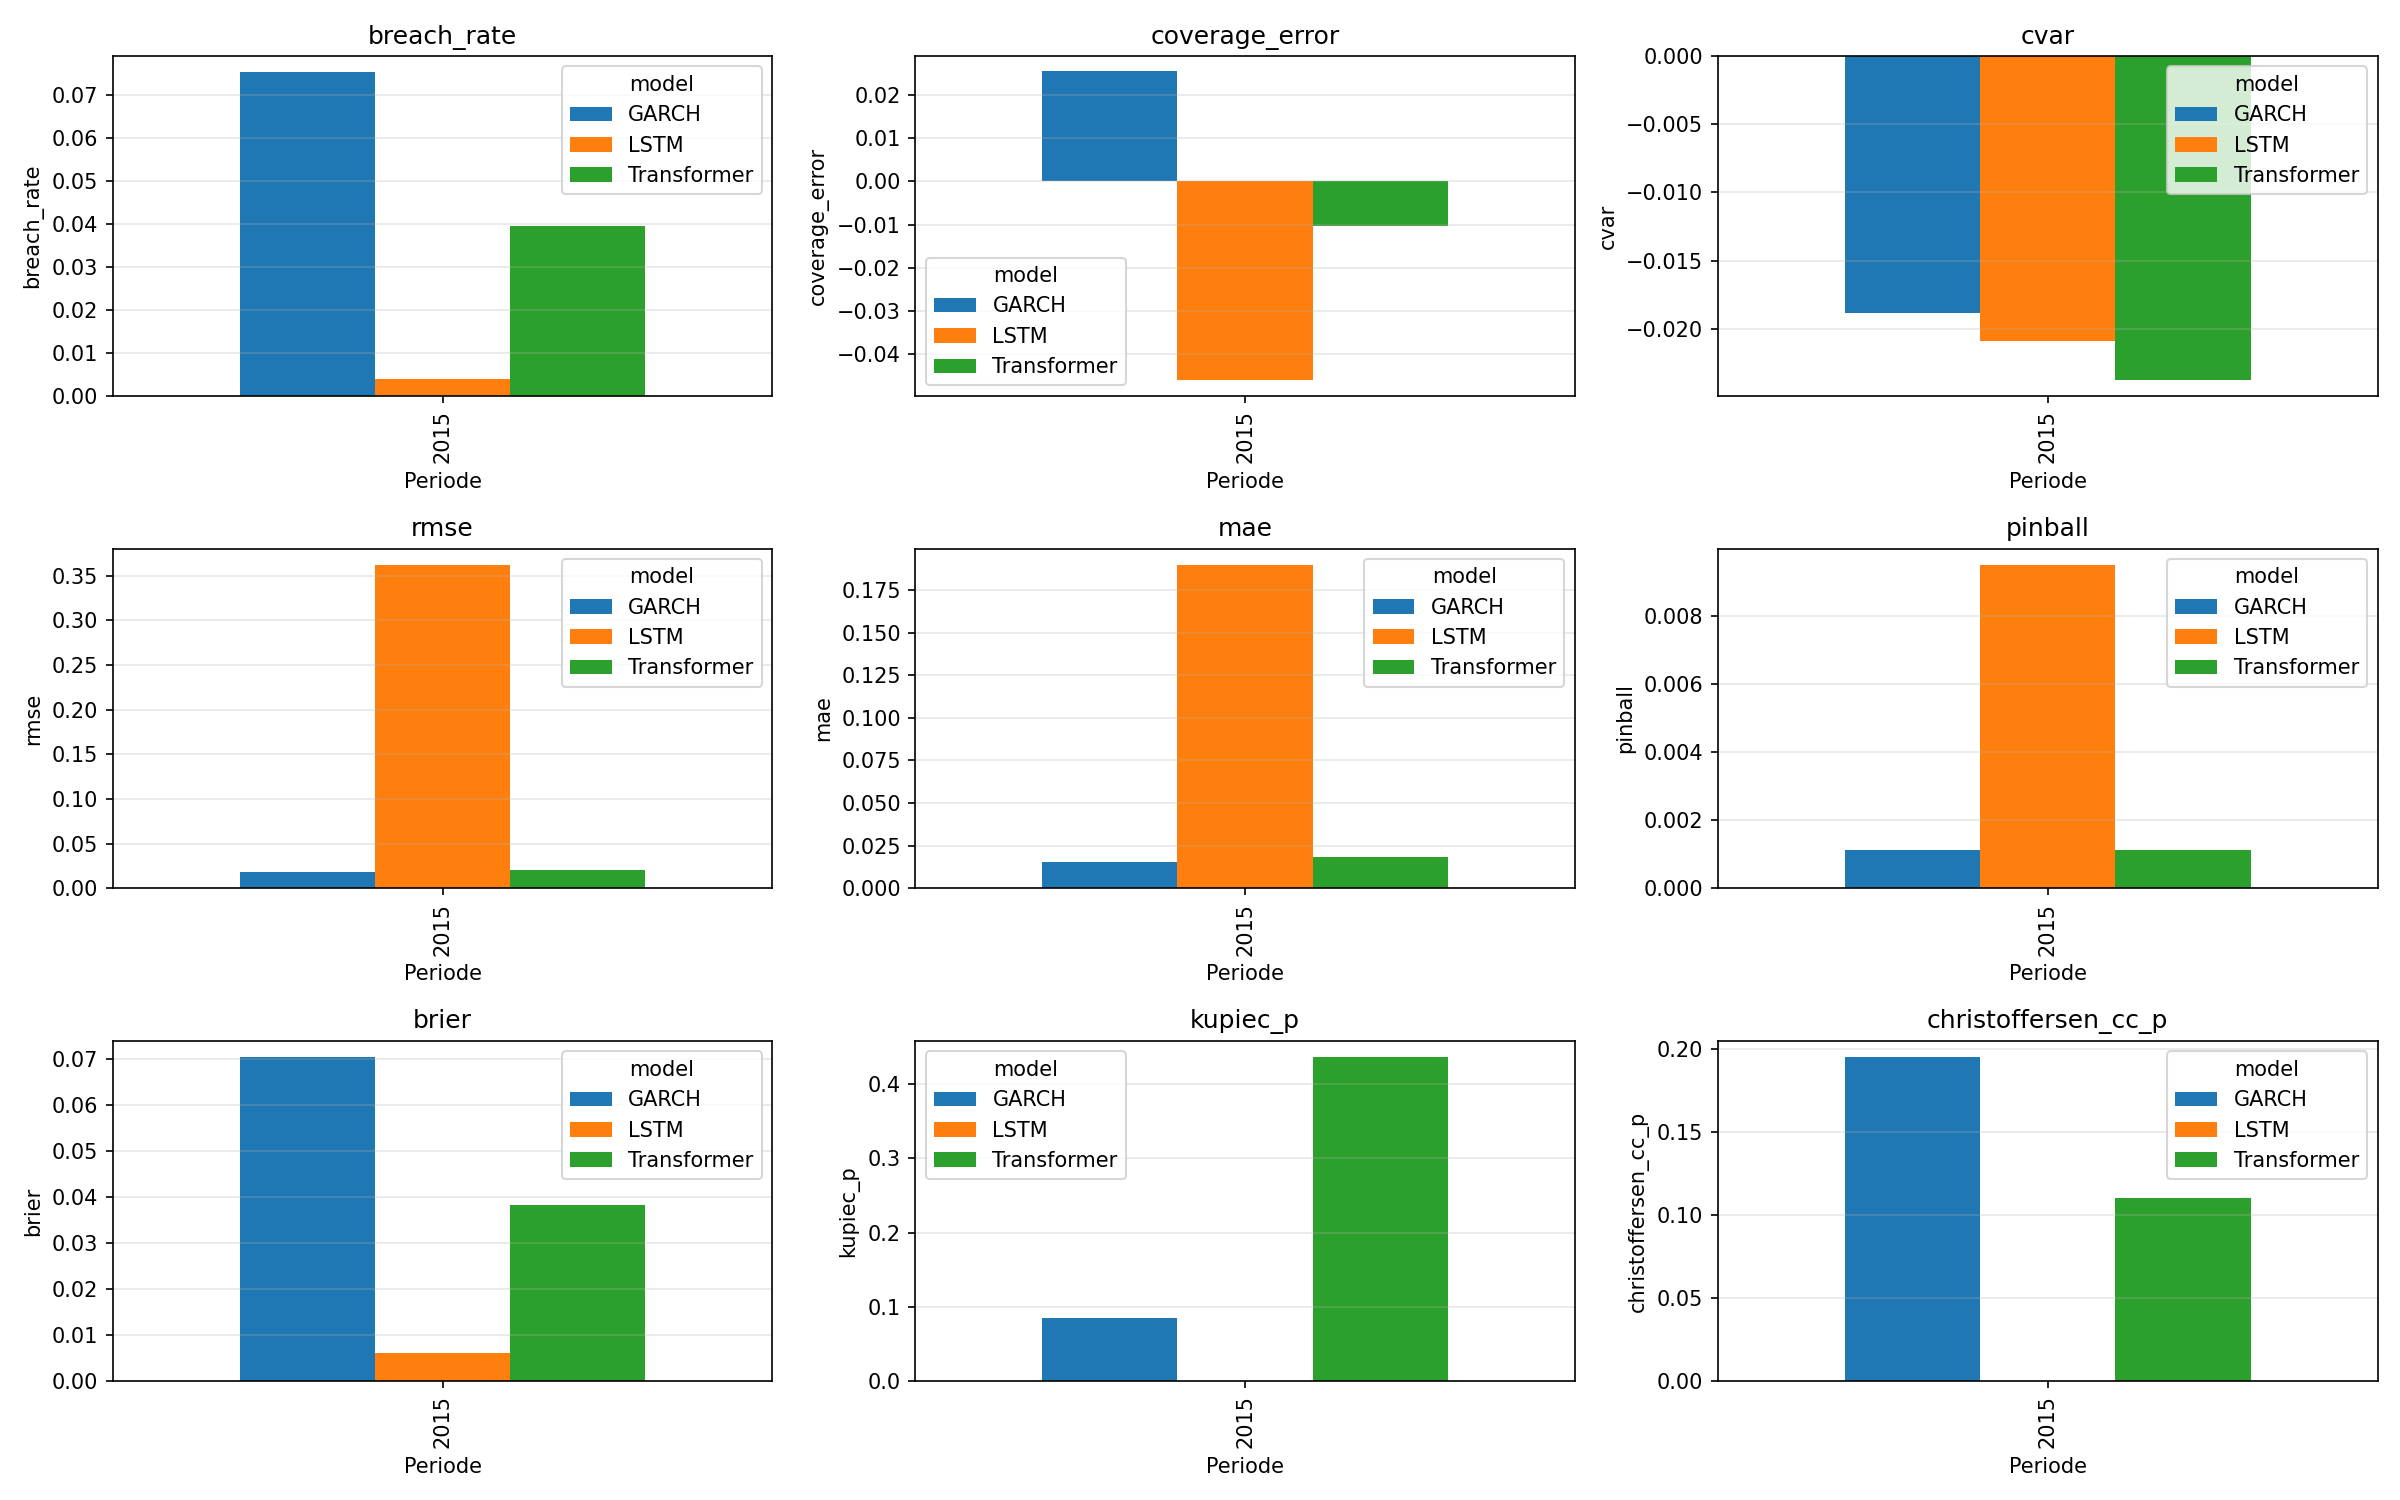 breach_rate
0.07
0.06
0.05
0.04
0.03
0.02
0.01
0.00
breach_rate
model
GARCH
LSTM
Transformer
2015
Periode
coverage_error
0.02
0.01
0.00
−0.01
−0.02
−0.03
−0.04
coverage_error
model
GARCH
LSTM
Transformer
2015
Periode
cvar
0.000
−0.005
−0.010
−0.015
−0.020
cvar
model
GARCH
LSTM
Transformer
2015
Periode
rmse
0.35
0.30
0.25
0.20
0.15
0.10
0.05
0.00
rmse
model
GARCH
LSTM
Transformer
2015
Periode
mae
0.175
0.150
0.125
0.100
0.075
0.050
0.025
0.000
mae
model
GARCH
LSTM
Transformer
2015
Periode
pinball
0.008
0.006
0.004
0.002
0.000
pinball
model
GARCH
LSTM
Transformer
2015
Periode
brier
0.07
0.06
0.05
0.04
0.03
0.02
0.01
0.00
brier
model
GARCH
LSTM
Transformer
2015
Periode
kupiec_p
0.4
0.3
0.2
0.1
0.0
kupiec_p
model
GARCH
LSTM
Transformer
2015
Periode
christoffersen_cc_p
0.20
0.15
0.10
0.05
0.00
christoffersen_cc_p
model
GARCH
LSTM
Transformer
2015
Periode